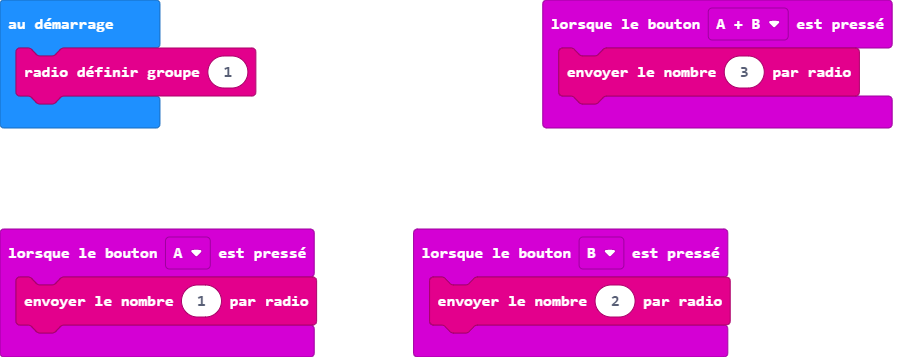 au démarrage
radio définir groupe 1
lorsque le bouton A + B est pressé
envoyer le nombre 3 par radio
lorsque le bouton A est pressé
envoyer le nombre 1 par radio
lorsque le bouton B est pressé
envoyer le nombre 2 par radio